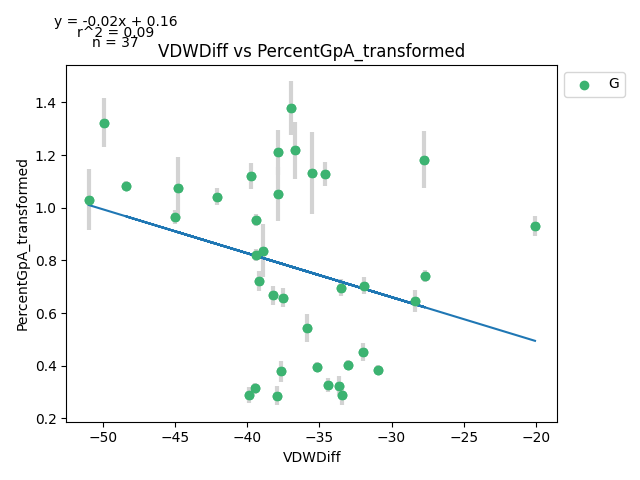 y = -0.02x + 0.16
r^2 = 0.09
n = 37
VDWDiff vs PercentGpA_transformed
G
PercentGpA_transformed
1.4
1.2
1.0
0.8
0.6
0.4
0.2
−50
−45
−40
−35
−30
−25
−20
VDWDiff